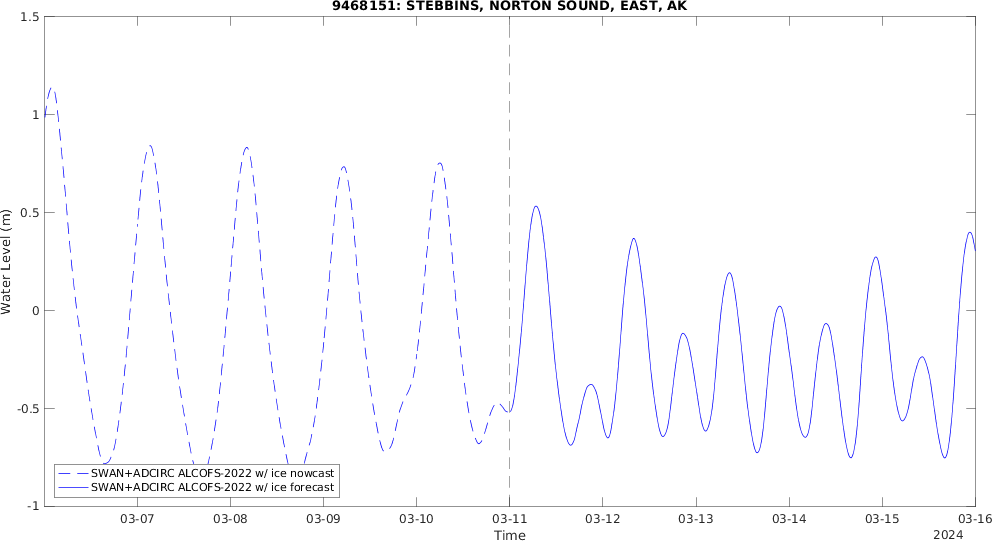 9468151: STEBBINS, NORTON SOUND, EAST, AK
1.5
1
0.5
0
-0.5
-1
Water Level (m)
SWAN+ADCIRC ALCOFS-2022 w/ ice nowcast
SWAN+ADCIRC ALCOFS-2022 w/ ice forecast
03-07 03-08 03-09 03-10 03-11 03-12 03-13 03-14 03-15 03-16
Time
2024